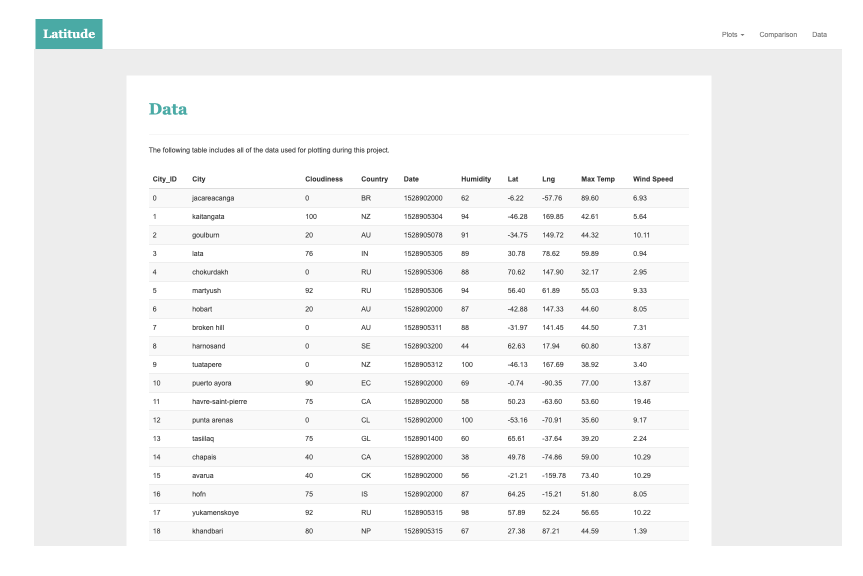 Latitude
Plots Comparison Data
Data
The following table includes all of the data used for plotting during this project.
City_ID City Cloudiness Country Date Humidity Lat Lng Max Temp Wind Speed
0 jacareacanga 0 BR 1528902000 62 -6.22 -57.76 89.60 6.93
1 kaitangata 100 NZ 1528905304 94 -46.28 169.85 42.61 5.64
2 goulburn 20 AU 1528905078 91 -34.75 149.72 44.32 10.11
3 lata 76 IN 1528905305 89 30.78 78.62 59.89 0.94
4 chokurdakh 0 RU 1528905306 88 70.62 147.90 32.17 2.95
5 martyush 92 RU 1528905306 94 56.40 61.89 55.03 9.33
6 hobart 20 AU 1528902000 87 -42.88 147.33 44.60 8.05
7 broken hill 0 AU 1528905311 88 -31.97 141.45 44.50 7.31
8 harnosand 0 SE 1528903200 44 62.63 17.94 60.80 13.87
9 tuatapere 0 NZ 1528905312 100 -46.13 167.69 38.92 3.40
10 puerto ayora 90 EC 1528902000 69 -0.74 -90.35 77.00 13.87
11 havre-saint-pierre 75 CA 1528902000 58 50.23 -63.60 53.60 19.46
12 punta arenas 0 CL 1528902000 100 -53.16 -70.91 35.60 9.17
13 tasiilaq 75 GL 1528901400 60 65.61 -37.64 39.20 2.24
14 chapais 40 CA 1528902000 38 49.78 -74.86 59.00 10.29
15 avarua 40 CK 1528902000 56 -21.21 -159.78 73.40 10.29
16 hofn 75 IS 1528902000 87 64.25 -15.21 51.80 8.05
17 yukamenskoye 92 RU 1528905315 98 57.89 52.24 56.65 10.22
18 khandbari 80 NP 1528905315 67 27.38 87.21 44.59 1.39